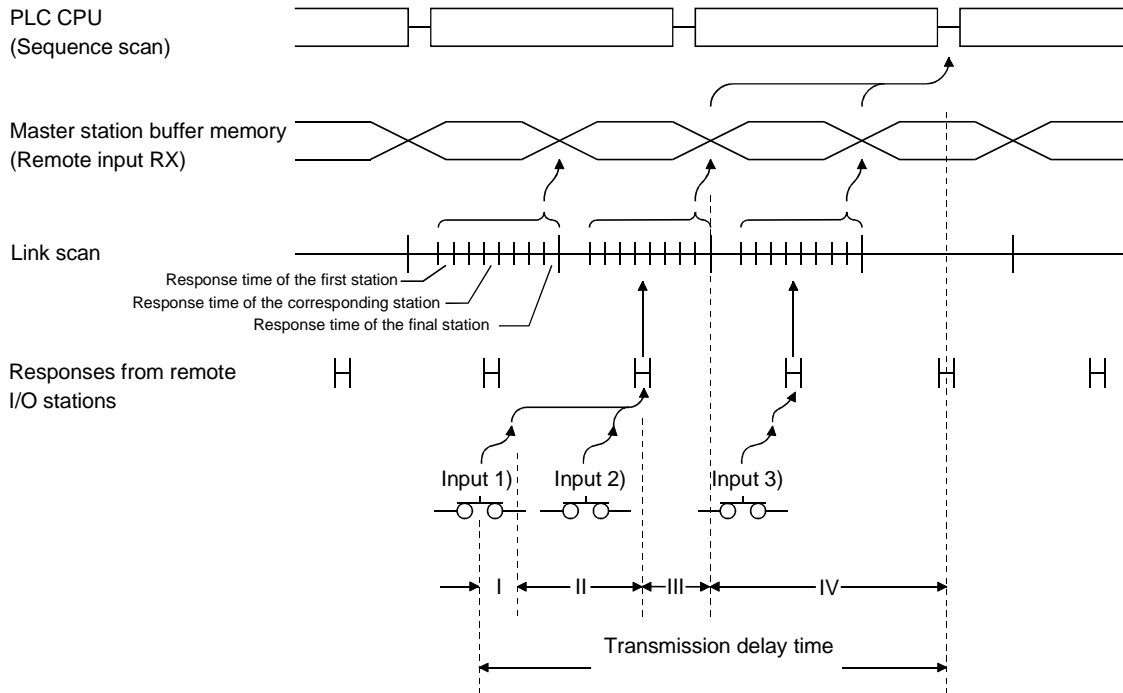 PLC CPU
(Sequence scan)
Master station buffer memory
(Remote input RX)
Link scan
Response time of the first station
Response time of the corresponding station
Response time of the final station
Responses from remote
I/O stations
Input 1)
Input 2)
Input 3)
I
II
III
IV
Transmission delay time